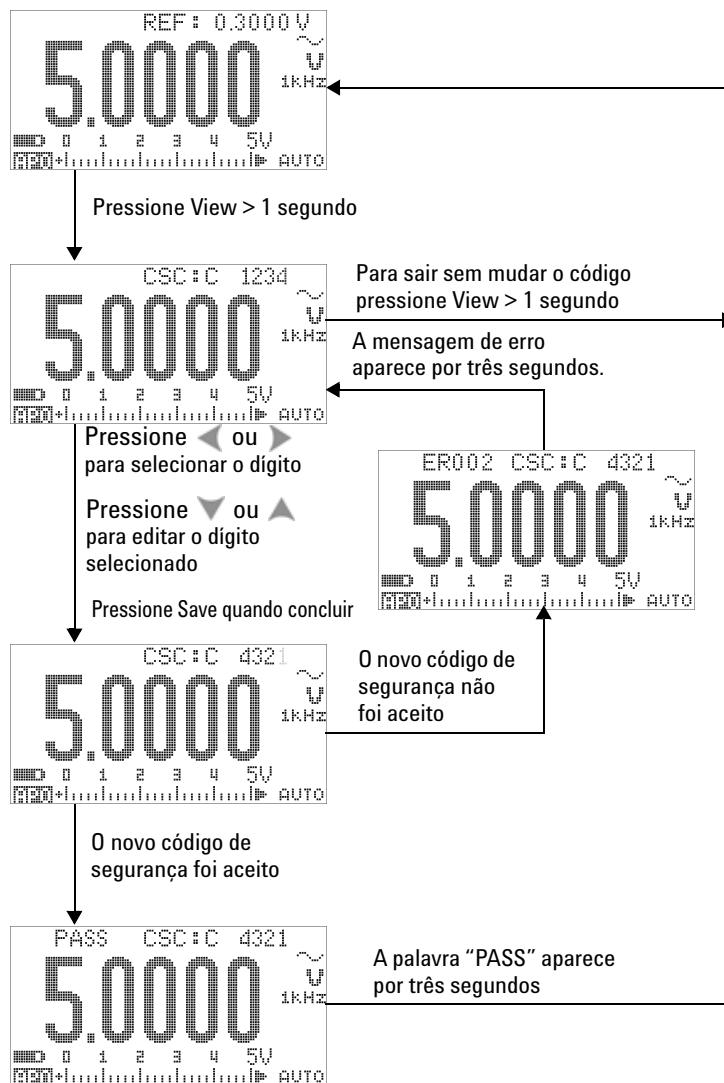 REF: 0.3000 V
5.0000
V
1kHz
0 1 2 3 4 5V
APO AUTO
Pressione View > 1 segundo
CSC:C 1234
5.0000
V
1kHz
0 1 2 3 4 5V
APO AUTO
Para sair sem mudar o código
pressione View > 1 segundo
A mensagem de erro
aparece por três segundos.
Pressione ◀ ou ▶
para selecionar o dígito
Pressione ▼ ou ▲
para editar o dígito
selecionado
Pressione Save quando concluir
ER002 CSC:C 4321
5.0000
V
1kHz
0 1 2 3 4 5V
APO AUTO
CSC:C 4321
5.0000
V
1kHz
0 1 2 3 4 5V
APO AUTO
O novo código de
segurança não
foi aceito
O novo código de
segurança foi aceito
PASS CSC:C 4321
5.0000
V
1kHz
0 1 2 3 4 5V
APO AUTO
A palavra “PASS” aparece
por três segundos